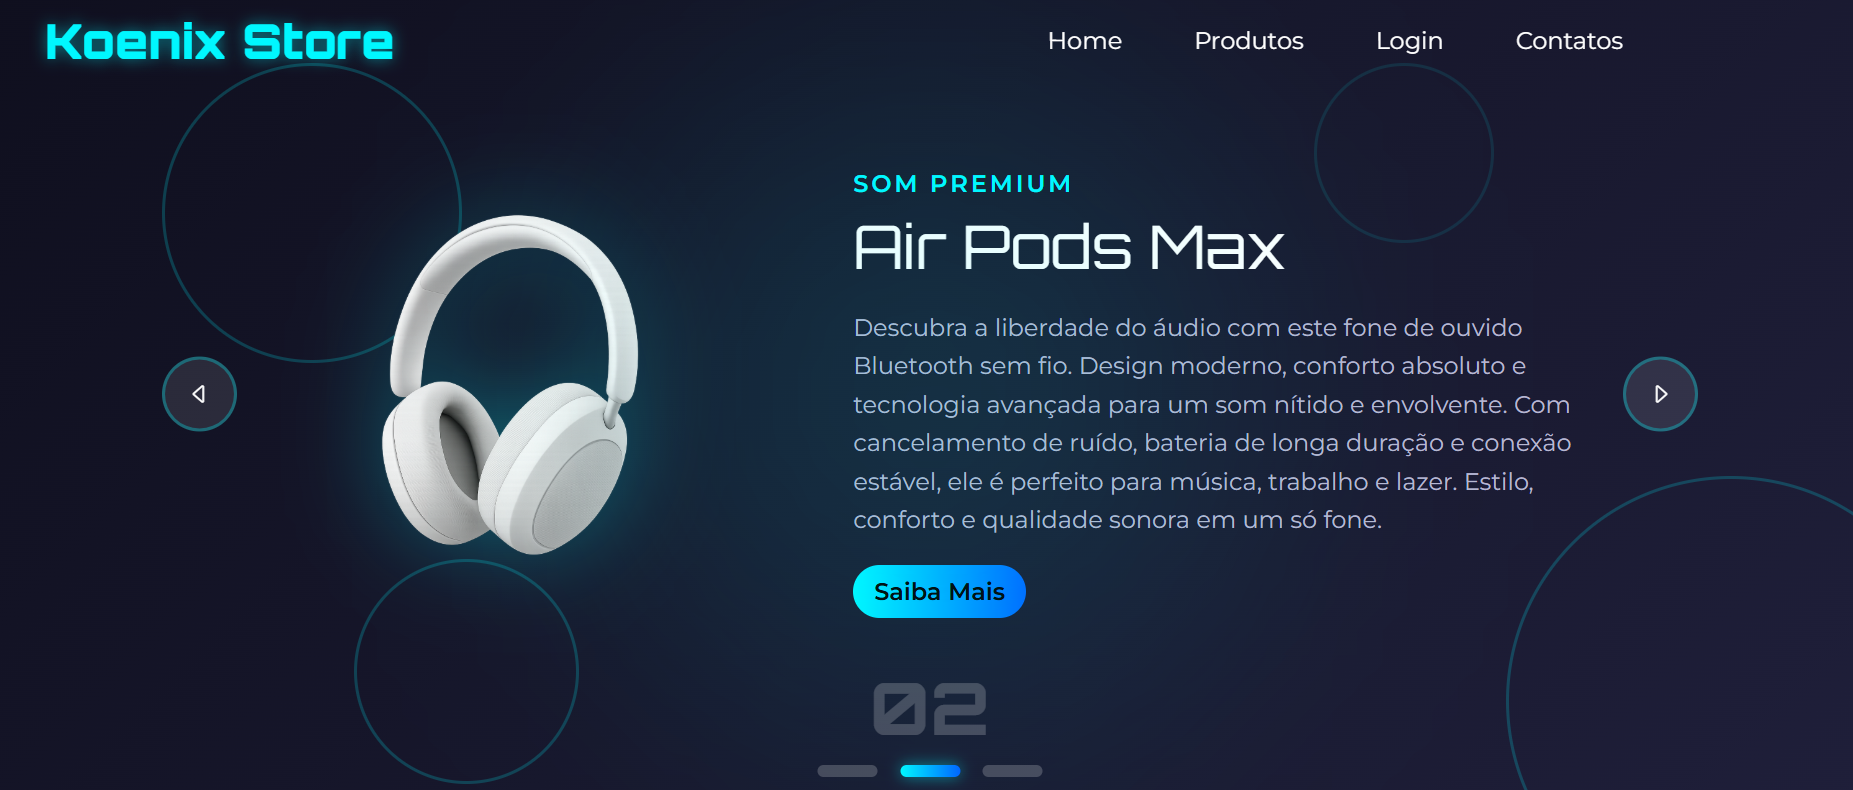 Koenix Store
Home Produtos Login Contatos
SOM PREMIUM
Air Pods Max
Descubra a liberdade do áudio com este fone de ouvido
Bluetooth sem fio. Design moderno, conforto absoluto e
tecnologia avançada para um som nítido e envolvente. Com
cancelamento de ruído, bateria de longa duração e conexão
estável, ele é perfeito para música, trabalho e lazer. Estilo,
conforto e qualidade sonora em um só fone.
Saiba Mais
02